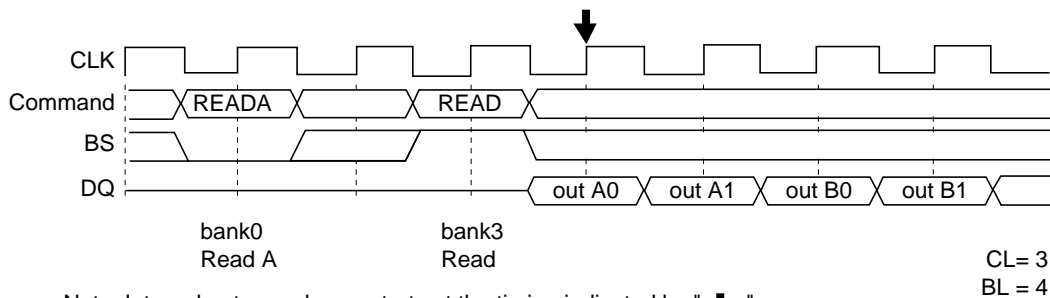 CLK
Command READA READ
BS
DQ out A0 out A1 out B0 out B1
bank0 bank3
Read A Read
CL= 3
BL = 4